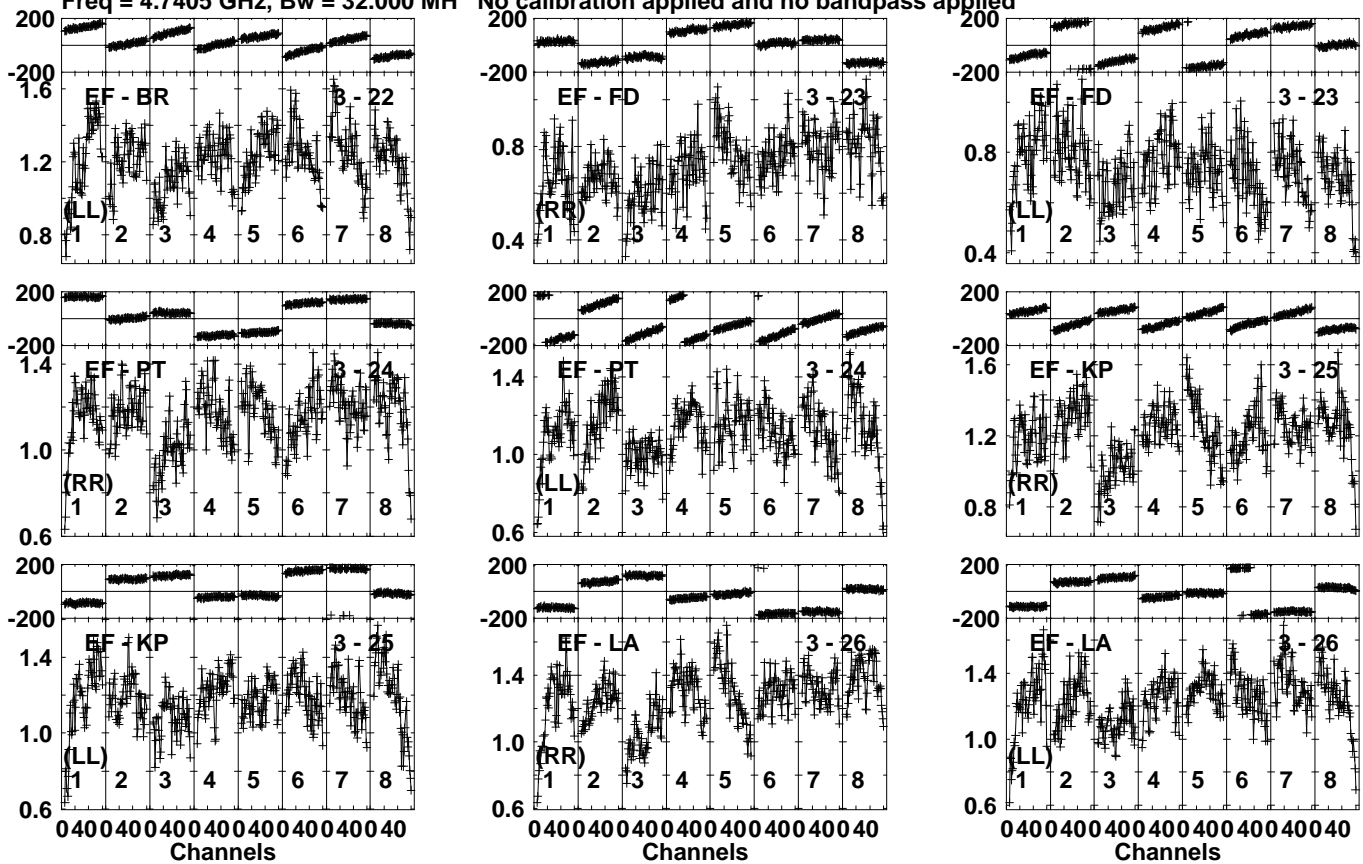 Freq = 4.7405 GHz, Bw = 32.000 MH No calibration applied and no bandpass applied
200
-200
EF - BR 3 - 22
1.6
1.2
0.8
(LL)
1 2 3 4 5 6 7 8
200
-200
EF - FD 3 - 23
0.8
0.4
(RR)
1 2 3 4 5 6 7 8
200
-200
EF - FD 3 - 23
0.8
0.4
(LL)
1 2 3 4 5 6 7 8
200
-200
EF - PT 3 - 24
1.4
1.0
0.6
(RR)
1 2 3 4 5 6 7 8
200
-200
EF - PT 3 - 24
1.4
1.0
0.6
(LL)
1 2 3 4 5 6 7 8
200
-200
EF - KP 3 - 25
1.6
1.2
0.8
(RR)
1 2 3 4 5 6 7 8
200
-200
EF - KP 3 - 25
1.4
1.0
0.6
(LL)
1 2 3 4 5 6 7 8
0 40 0 40 0 40 0 40 0 40 0 40 0 40 0 40
Channels
200
-200
EF - LA 3 - 26
1.4
1.0
0.6
(RR)
1 2 3 4 5 6 7 8
0 40 0 40 0 40 0 40 0 40 0 40 0 40 0 40
Channels
200
-200
EF - LA 3 - 26
1.4
1.0
0.6
(LL)
1 2 3 4 5 6 7 8
0 40 0 40 0 40 0 40 0 40 0 40 0 40 0 40
Channels